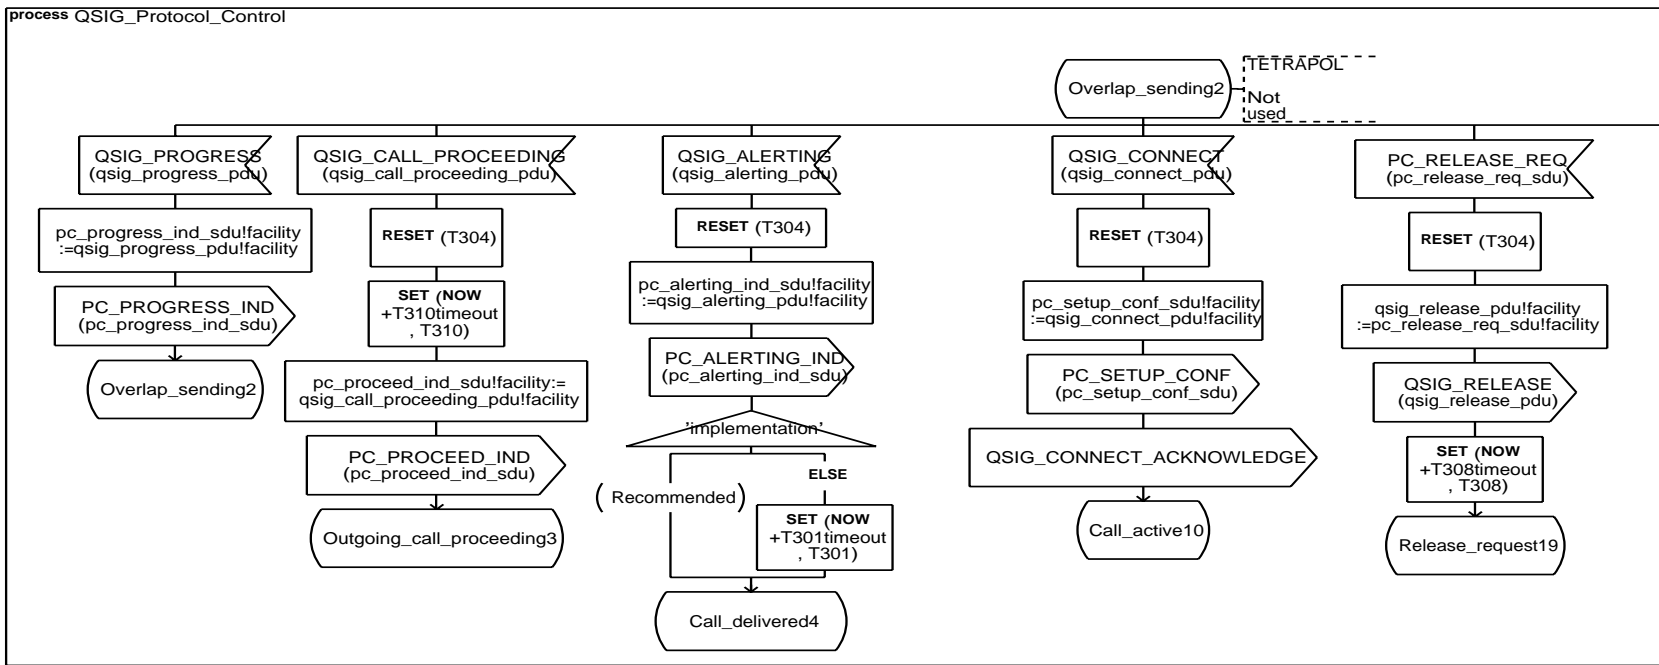 process QSIG_Protocol_Control
Overlap_sending2
TETRAPOL
Not
used
QSIG_PROGRESS
(qsig_progress_pdu)
pc_progress_ind_sdu!facility
:=qsig_progress_pdu!facility
PC_PROGRESS_IND
(pc_progress_ind_sdu)
Overlap_sending2
QSIG_CALL_PROCEEDING
(qsig_call_proceeding_pdu)
RESET (T304)
SET (NOW
+T310timeout
, T310)
pc_proceed_ind_sdu!facility:=
qsig_call_proceeding_pdu!facility
PC_PROCEED_IND
(pc_proceed_ind_sdu)
Outgoing_call_proceeding3
QSIG_ALERTING
(qsig_alerting_pdu)
RESET (T304)
pc_alerting_ind_sdu!facility
:=qsig_alerting_pdu!facility
PC_ALERTING_IND
(pc_alerting_ind_sdu)
'implementation'
(Recommended)
ELSE
SET (NOW
+T301timeout
, T301)
Call_delivered4
QSIG_CONNECT
(qsig_connect_pdu)
RESET (T304)
pc_setup_conf_sdu!facility
:=qsig_connect_pdu!facility
PC_SETUP_CONF
(pc_setup_conf_sdu)
QSIG_CONNECT_ACKNOWLEDGE
Call_active10
PC_RELEASE_REQ
(pc_release_req_sdu)
RESET (T304)
qsig_release_pdu!facility
:=pc_release_req_sdu!facility
QSIG_RELEASE
(qsig_release_pdu)
SET (NOW
+T308timeout
, T308)
Release_request19